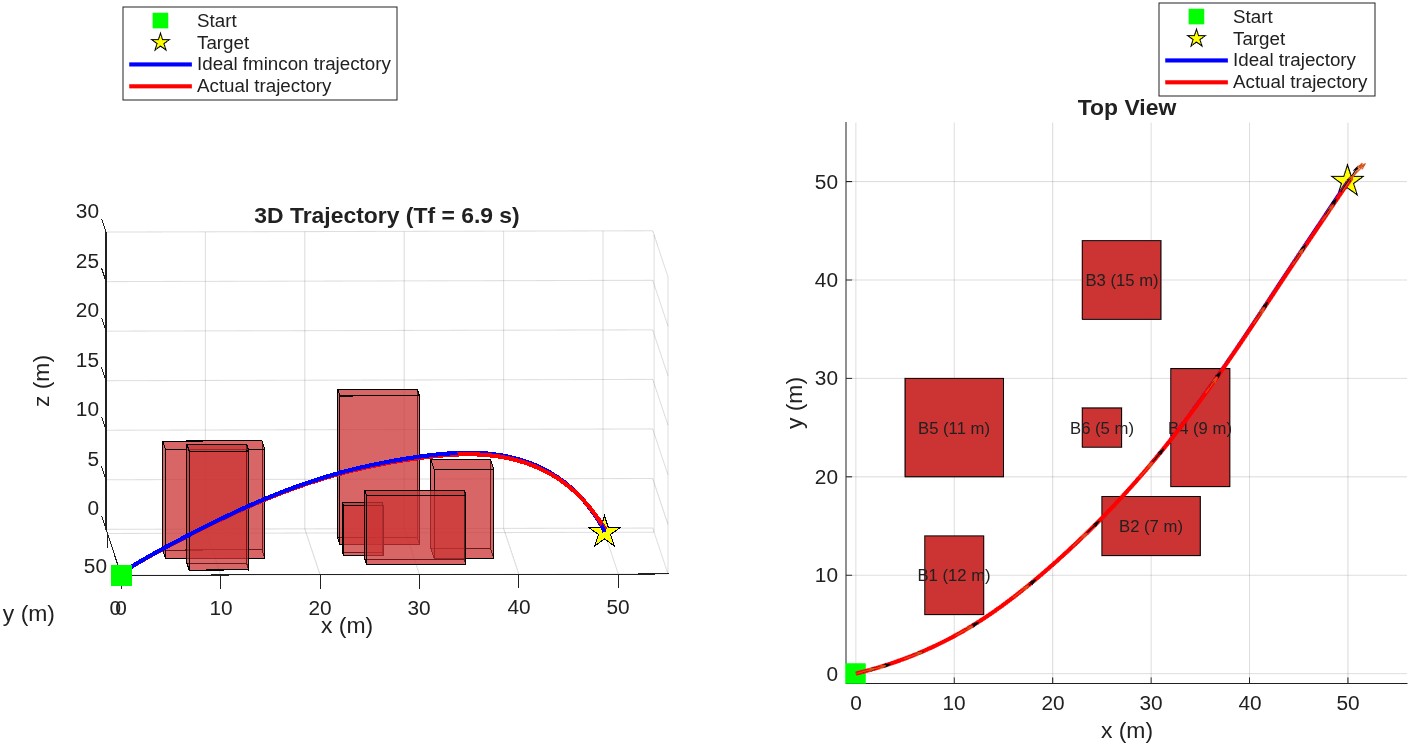 Start
Target
Ideal fmincon trajectory
Actual trajectory
3D Trajectory (Tf = 6.9 s)
30
25
20
15
10
5
0
50
z (m)
y (m)
0
0
10
20
30
40
50
x (m)
Start
Target
Ideal trajectory
Actual trajectory
Top View
50
40
30
20
10
0
y (m)
B3 (15 m)
B5 (11 m)
B6 (5 m)
B4 (9 m)
B2 (7 m)
B1 (12 m)
0
10
20
30
40
50
x (m)